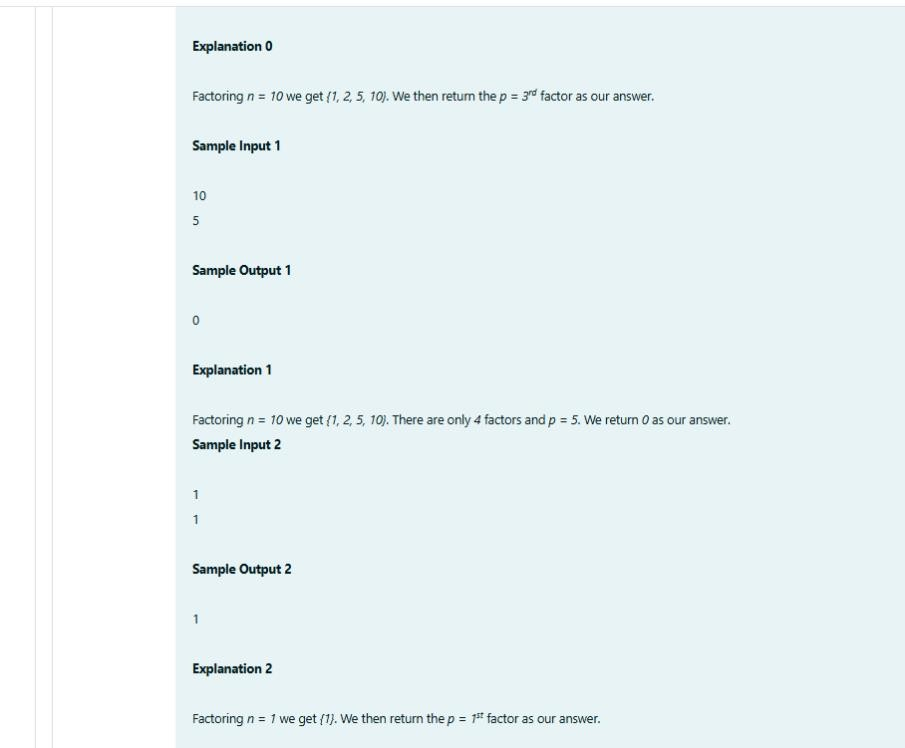 Explanation 0
Factoring n = 10 we get {1, 2, 5, 10}. We then return the p = 3rd factor as our answer.
Sample Input 1
10
5
Sample Output 1
0
Explanation 1
Factoring n = 10 we get {1, 2, 5, 10}. There are only 4 factors and p = 5. We return 0 as our answer.
Sample Input 2
1
1
Sample Output 2
1
Explanation 2
Factoring n = 1 we get {1}. We then return the p = 1st factor as our answer.